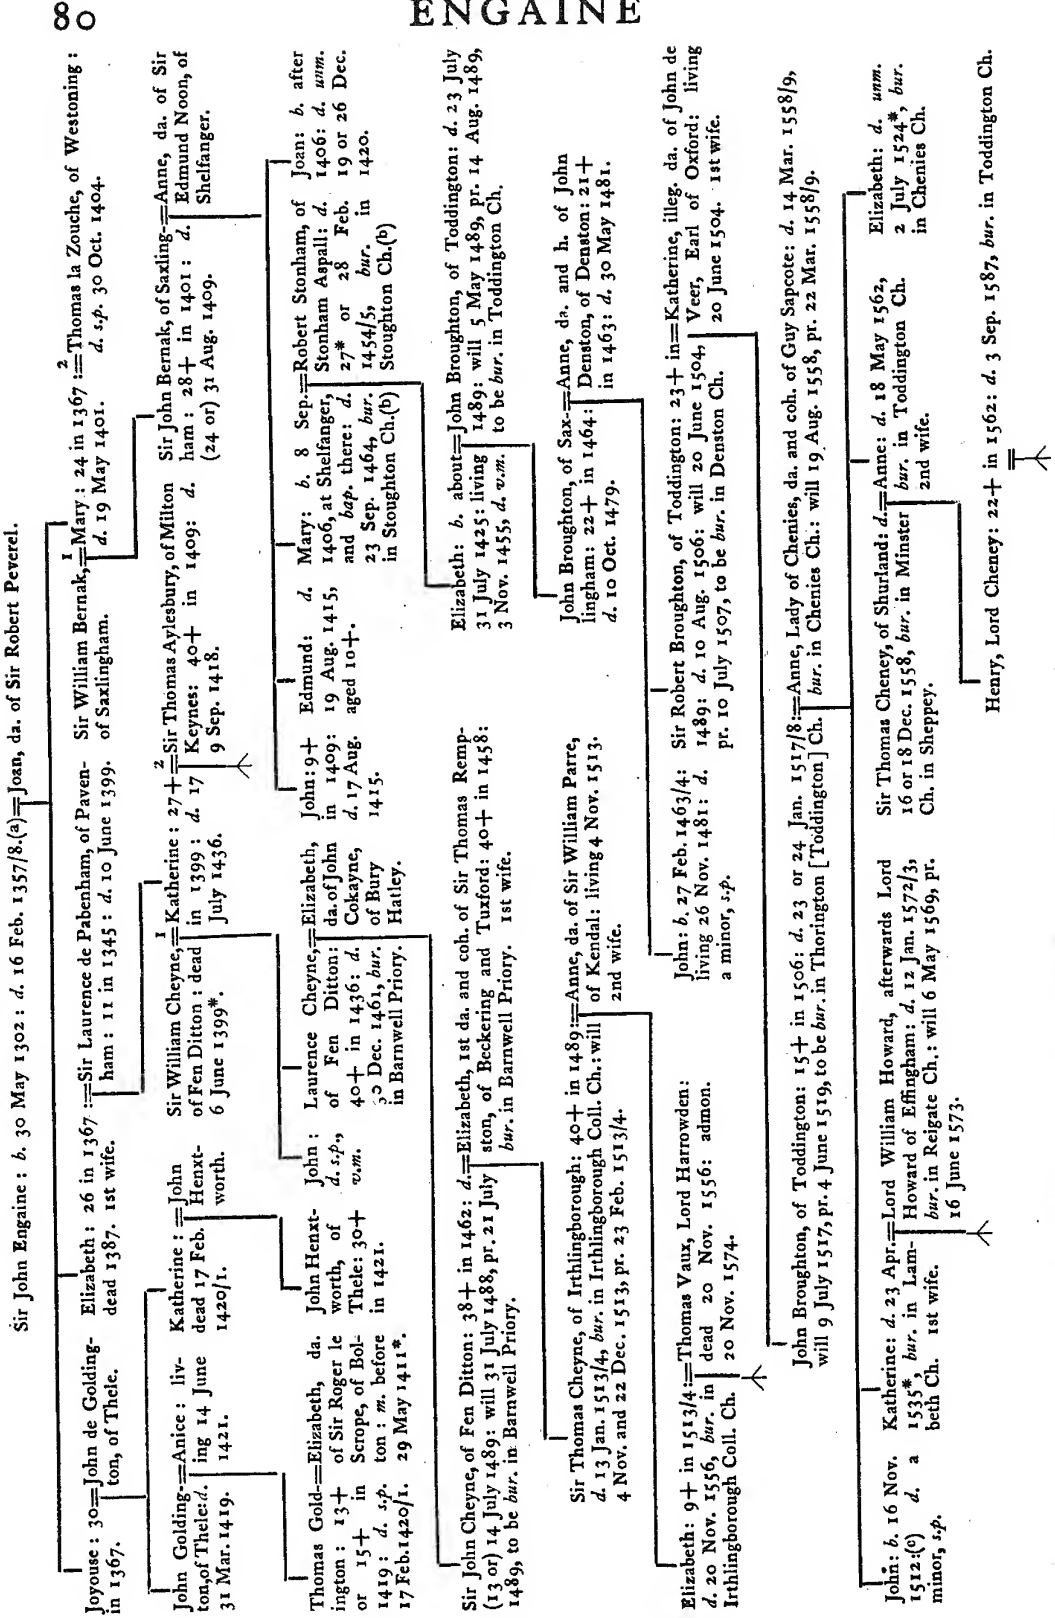 80
ENGAINE
Sir John Engaine : b. 30 May 1302 : d. 16 Feb. 1357/8.(a)=Joan, da. of Sir Robert Peverel.
Joyouse : 30=John de Golding-
in 1367. ton, of Thele.
Elizabeth : 26 in 1367 :=Sir Laurence de Pabenham, of Paven-
dead 1387. 1st wife. ham : 11 in 1345 : d. 10 June 1399.
Sir William Bernak,
of Saxlingham.
1
=Mary : 24 in 1367 :
d. 19 May 1401.
2
=Thomas la Zouche, of Westoning :
d. s.p. 30 Oct. 1404.
John Golding-=Anice : liv-
ton, of Thele: d. ing 14 June
31 Mar. 1419. 1421.
Katherine : =John
dead 17 Feb. Henxt-
1420/1. worth.
Sir William Cheyne,
of Fen Ditton : dead
6 June 1399*.
1
=Katherine : 27+
in 1399 : d. 17
July 1436.
2
=Sir Thomas Aylesbury, of Milton
Keynes: 40+ in 1409: d.
9 Sep. 1418.
Sir John Bernak, of Saxling-=Anne, da. of Sir
ham : 28+ in 1401 : d. Edmund Noon, of
(24 or) 31 Aug. 1409. Shelfanger.
Thomas Gold-=Elizabeth, da.
ington : 13+ of Sir Roger le
or 15+ in Scrope, of Bol-
1419 : d. s.p. ton : m. before
17 Feb. 1420/1. 29 May 1411*.
John Henxt-
worth, of
Thele: 30+
in 1421.
John :
d. s.p.,
v.m.
Laurence Cheyne,=Elizabeth,
of Fen Ditton: da. of John
40+ in 1436: d. Cokayne,
30 Dec. 1461, bur. of Bury
in Barnwell Priory. Hatley.
John: 9+
in 1409:
d. 17 Aug.
1415.
Edmund: d.
19 Aug. 1415,
aged 10+.
Mary: b. 8 Sep.=Robert Stonham, of
1406, at Shelfanger, Stonham Aspall: d.
and bap. there: d. 27* or 28 Feb.
23 Sep. 1464, bur. 1454/5, bur. in
in Stoughton Ch.(b) Stoughton Ch.(b)
Joan: b. after
1406: d. unm.
19 or 26 Dec.
1420.
Sir John Cheyne, of Fen Ditton: 38+ in 1462: d.=Elizabeth, 1st da. and coh. of Sir Thomas Remp-
(13 or) 14 July 1489: will 31 July 1488, pr. 21 July ston, of Beckering and Tuxford: 40+ in 1458:
1489, to be bur. in Barnwell Priory. bur. in Barnwell Priory. 1st wife.
Elizabeth: b. about=John Broughton, of Toddington: d. 23 July
31 July 1425: living 1489: will 5 May 1489, pr. 14 Aug. 1489,
3 Nov. 1455, d. v.m. to be bur. in Toddington Ch.
Sir Thomas Cheyne, of Irthlingborough: 40+ in 1489:=Anne, da. of Sir William Parre,
d. 13 Jan. 1513/4, bur. in Irthlingborough Coll. Ch.: will of Kendal: living 4 Nov. 1513.
4 Nov. and 22 Dec. 1513, pr. 23 Feb. 1513/4. 2nd wife.
John Broughton, of Sax-=Anne, da. and h. of John
lingham: 22+ in 1464: Denston, of Denston: 21+
d. 10 Oct. 1479. in 1463: d. 30 May 1481.
Elizabeth: 9+ in 1513/4:=Thomas Vaux, Lord Harrowden:
d. 20 Nov. 1556, bur. in dead 20 Nov. 1556: admon.
Irthlingborough Coll. Ch. 20 Nov. 1574.
John: b. 27 Feb. 1463/4:
living 26 Nov. 1481: d.
a minor, s.p.
Sir Robert Broughton, of Toddington: 23+ in=Katherine, illeg. da. of John de
1489: d. 10 Aug. 1506: will 20 June 1504, Veer, Earl of Oxford: living
pr. 10 July 1507, to be bur. in Denston Ch. 20 June 1504. 1st wife.
John Broughton, of Toddington: 15+ in 1506: d. 23 or 24 Jan. 1517/8:=Anne, Lady of Chenies, da. and coh. of Guy Sapcote: d. 14 Mar. 1558/9,
will 9 July 1517, pr. 4 June 1519, to be bur. in Thorington [Toddington] Ch. bur. in Chenies Ch.: will 19 Aug. 1558, pr. 22 Mar. 1558/9.
John: b. 16 Nov.
1512:(c) d. a
minor, s.p.
Katherine: d. 23 Apr.=Lord William Howard, afterwards Lord
1535*, bur. in Lam- Howard of Effingham: d. 12 Jan. 1572/3,
beth Ch. 1st wife. bur. in Reigate Ch.: will 6 May 1569, pr.
16 June 1573.
Sir Thomas Cheney, of Shurland: d.=Anne: d. 18 May 1562,
16 or 18 Dec. 1558, bur. in Minster bur. in Toddington Ch.
Ch. in Sheppey. 2nd wife.
Elizabeth: d. unm.
2 July 1524*, bur.
in Chenies Ch.
Henry, Lord Cheney: 22+ in 1562: d. 3 Sep. 1587, bur. in Toddington Ch.